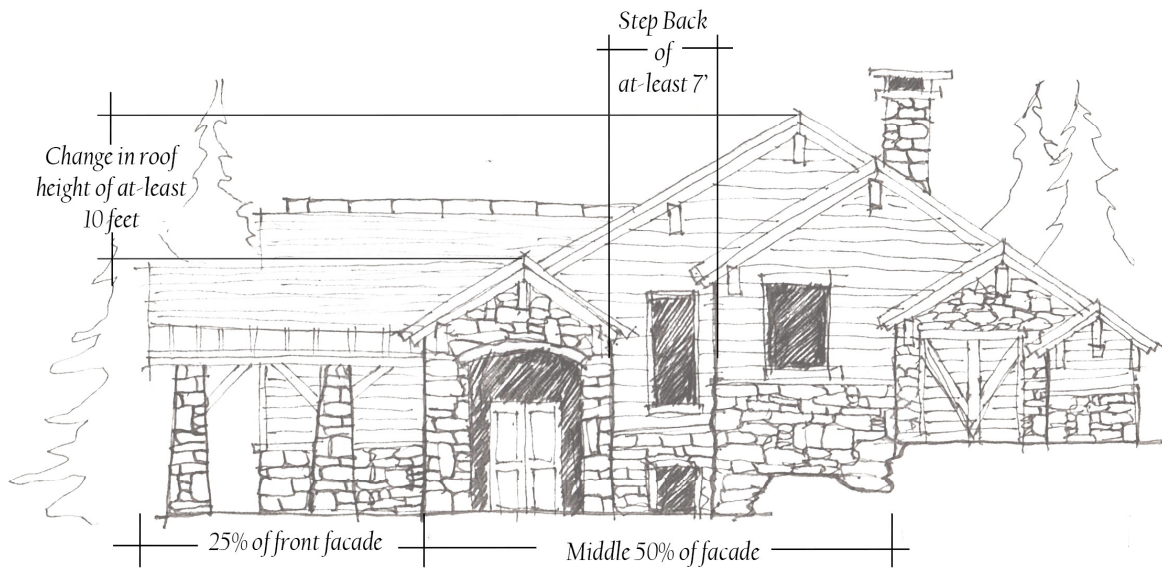 Step Back
of
at-least 7'
Change in roof
height of at-least
10 feet
25% of front facade
Middle 50% of facade